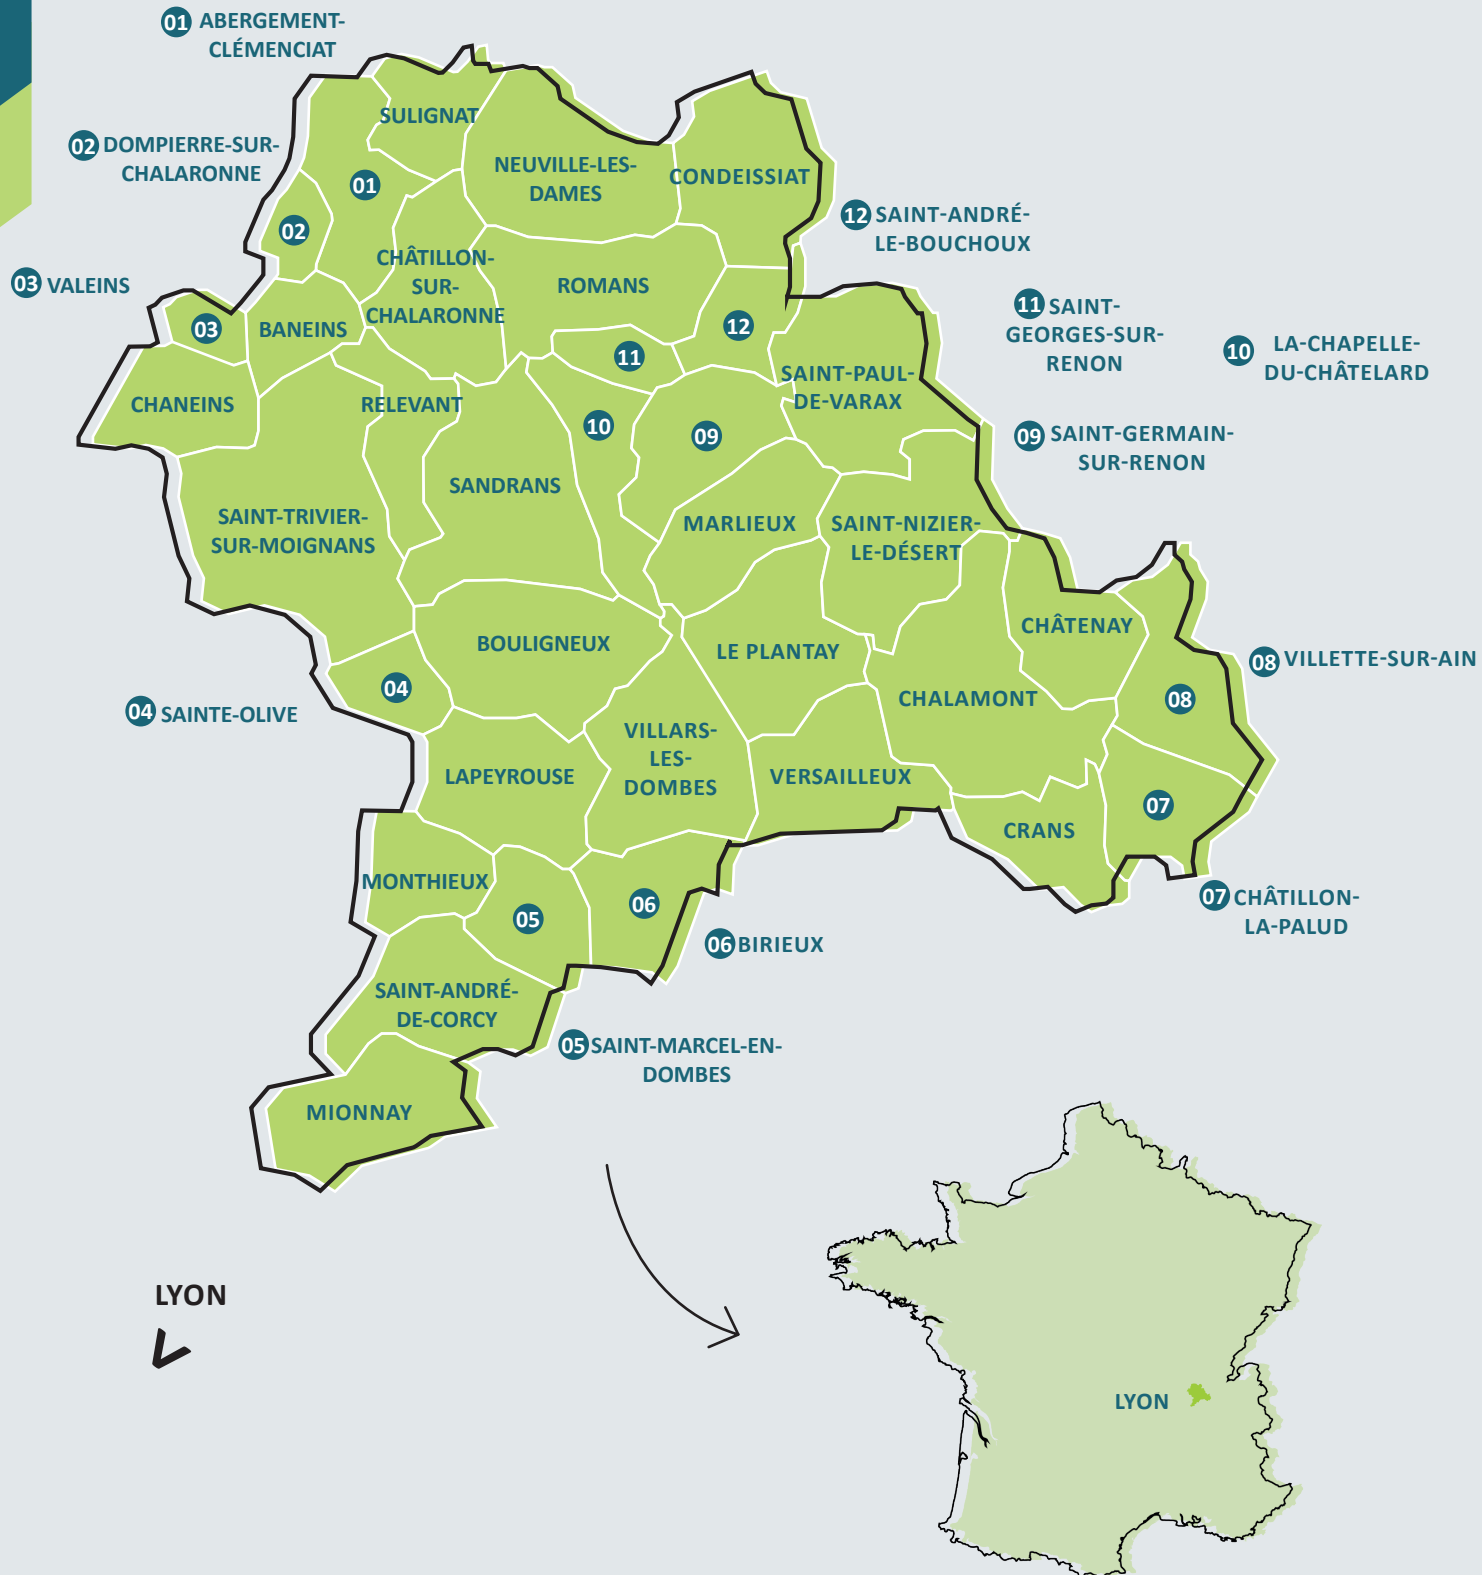 01 ABERGEMENT-
CLÉMENCIAT
SULIGNAT
02 DOMPIERRE-SUR-
CHALARONNE
NEUVILLE-LES-
DAMES
CONDEISSIAT
01
02
12 SAINT-ANDRÉ-
LE-BOUCHOUX
03 VALEINS
CHÂTILLON-
SUR-
CHALARONNE
ROMANS
03
BANEINS
12
11
11 SAINT-
GEORGES-SUR-
RENON
10 LA-CHAPELLE-
DU-CHÂTELARD
CHANEINS
RELEVANT
SAINT-PAUL-
DE-VARAX
10
09
09 SAINT-GERMAIN-
SUR-RENON
SANDRANS
SAINT-TRIVIER-
SUR-MOIGNANS
MARLIEUX
SAINT-NIZIER-
LE-DÉSERT
BOULIGNEUX
LE PLANTAY
CHÂTENAY
08 VILLETTE-SUR-AIN
04
04 SAINTE-OLIVE
CHALAMONT
08
VILLARS-
LES-
DOMBES
LAPEYROUSE
VERSAILLEUX
CRANS
07
MONTHIEUX
05
06
07 CHÂTILLON-
LA-PALUD
06 BIRIEUX
SAINT-ANDRÉ-
DE-CORCY
05 SAINT-MARCEL-EN-
DOMBES
MIONNAY
LYON
LYON